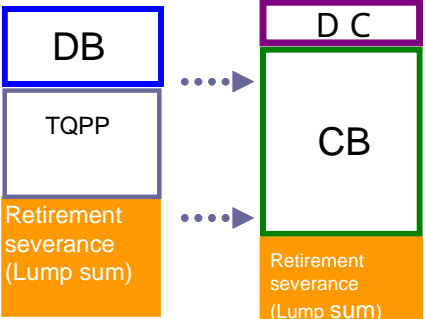 DB
TQPP
Retirement
severance
(Lump sum)
D C
CB
Retirement
severance
(Lump sum)